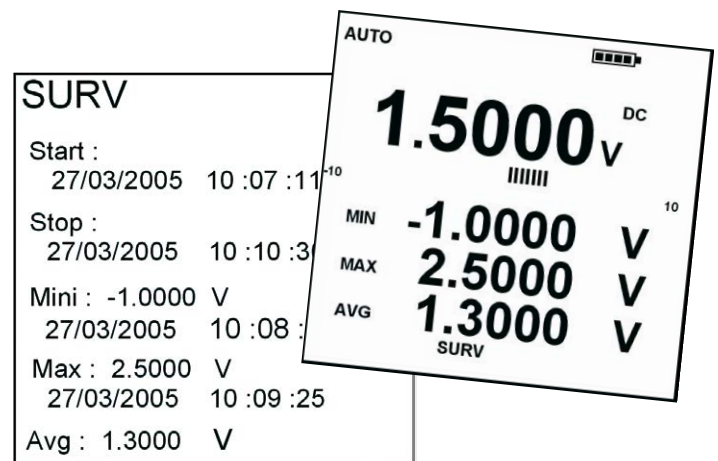 SURV
Start :
27/03/2005 10 :07 :11
Stop :
27/03/2005 10 :10
Mini : -1.0000 V
27/03/2005 10 :08 :
Max : 2.5000 V
27/03/2005 10 :09 :25
Avg : 1.3000 V
AUTO
1.5000 V DC
-10 10
MIN -1.0000 V
MAX 2.5000 V
AVG 1.3000 V
SURV